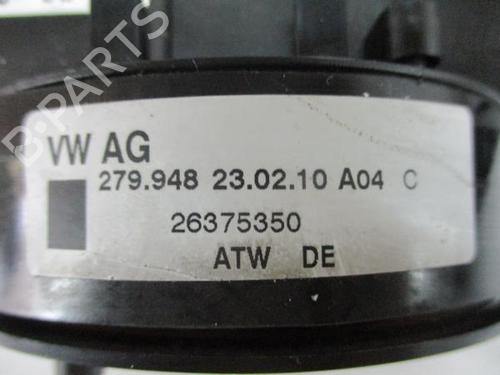 VW AG
279.948 23.02.10 A04 C
26375350
ATW DE
B-PARTS